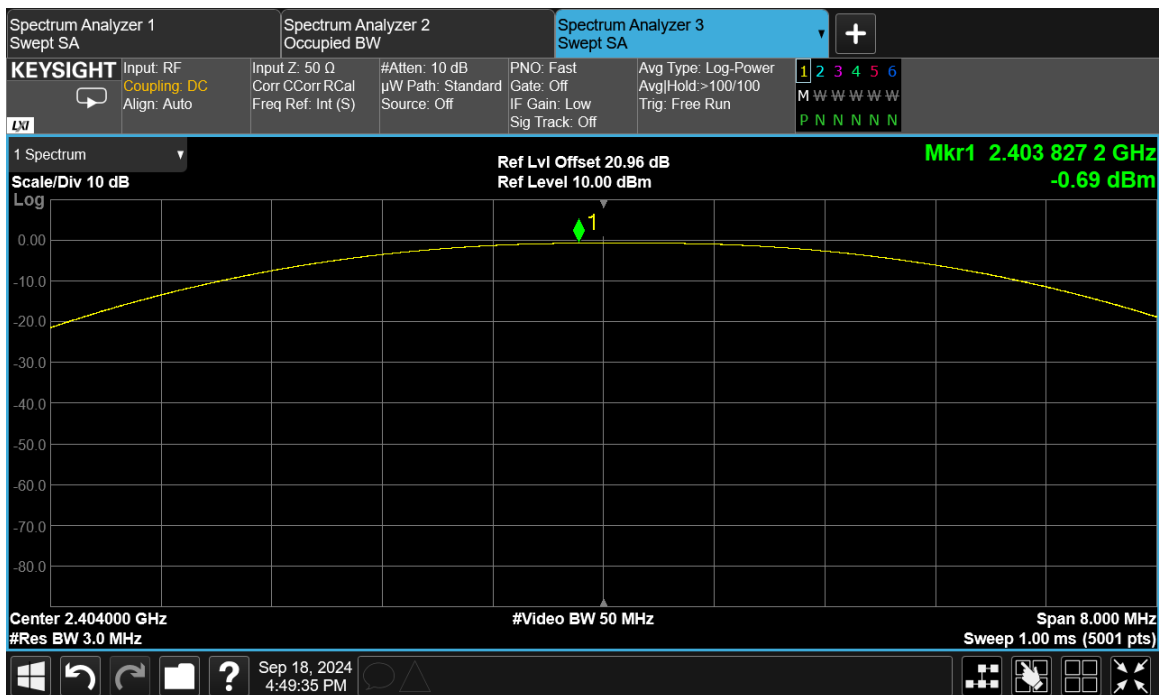 Spectrum Analyzer 1
Swept SA
Spectrum Analyzer 2
Occupied BW
Spectrum Analyzer 3
Swept SA
KEYSIGHT
LXI
Input: RF
Coupling: DC
Align: Auto
Input Z: 50 Ω
Corr CCorr RCal
Freq Ref: Int (S)
#Atten: 10 dB
µW Path: Standard
Source: Off
PNO: Fast
Gate: Off
IF Gain: Low
Sig Track: Off
Avg Type: Log-Power
Avg|Hold:>100/100
Trig: Free Run
1 2 3 4 5 6
M W W W W W
P N N N N N
1 Spectrum
Scale/Div 10 dB
Log
Ref Lvl Offset 20.96 dB
Ref Level 10.00 dBm
Mkr1 2.403 827 2 GHz
-0.69 dBm
1
0.00
-10.0
-20.0
-30.0
-40.0
-50.0
-60.0
-70.0
-80.0
Center 2.404000 GHz
#Res BW 3.0 MHz
#Video BW 50 MHz
Span 8.000 MHz
Sweep 1.00 ms (5001 pts)
?
Sep 18, 2024
4:49:35 PM